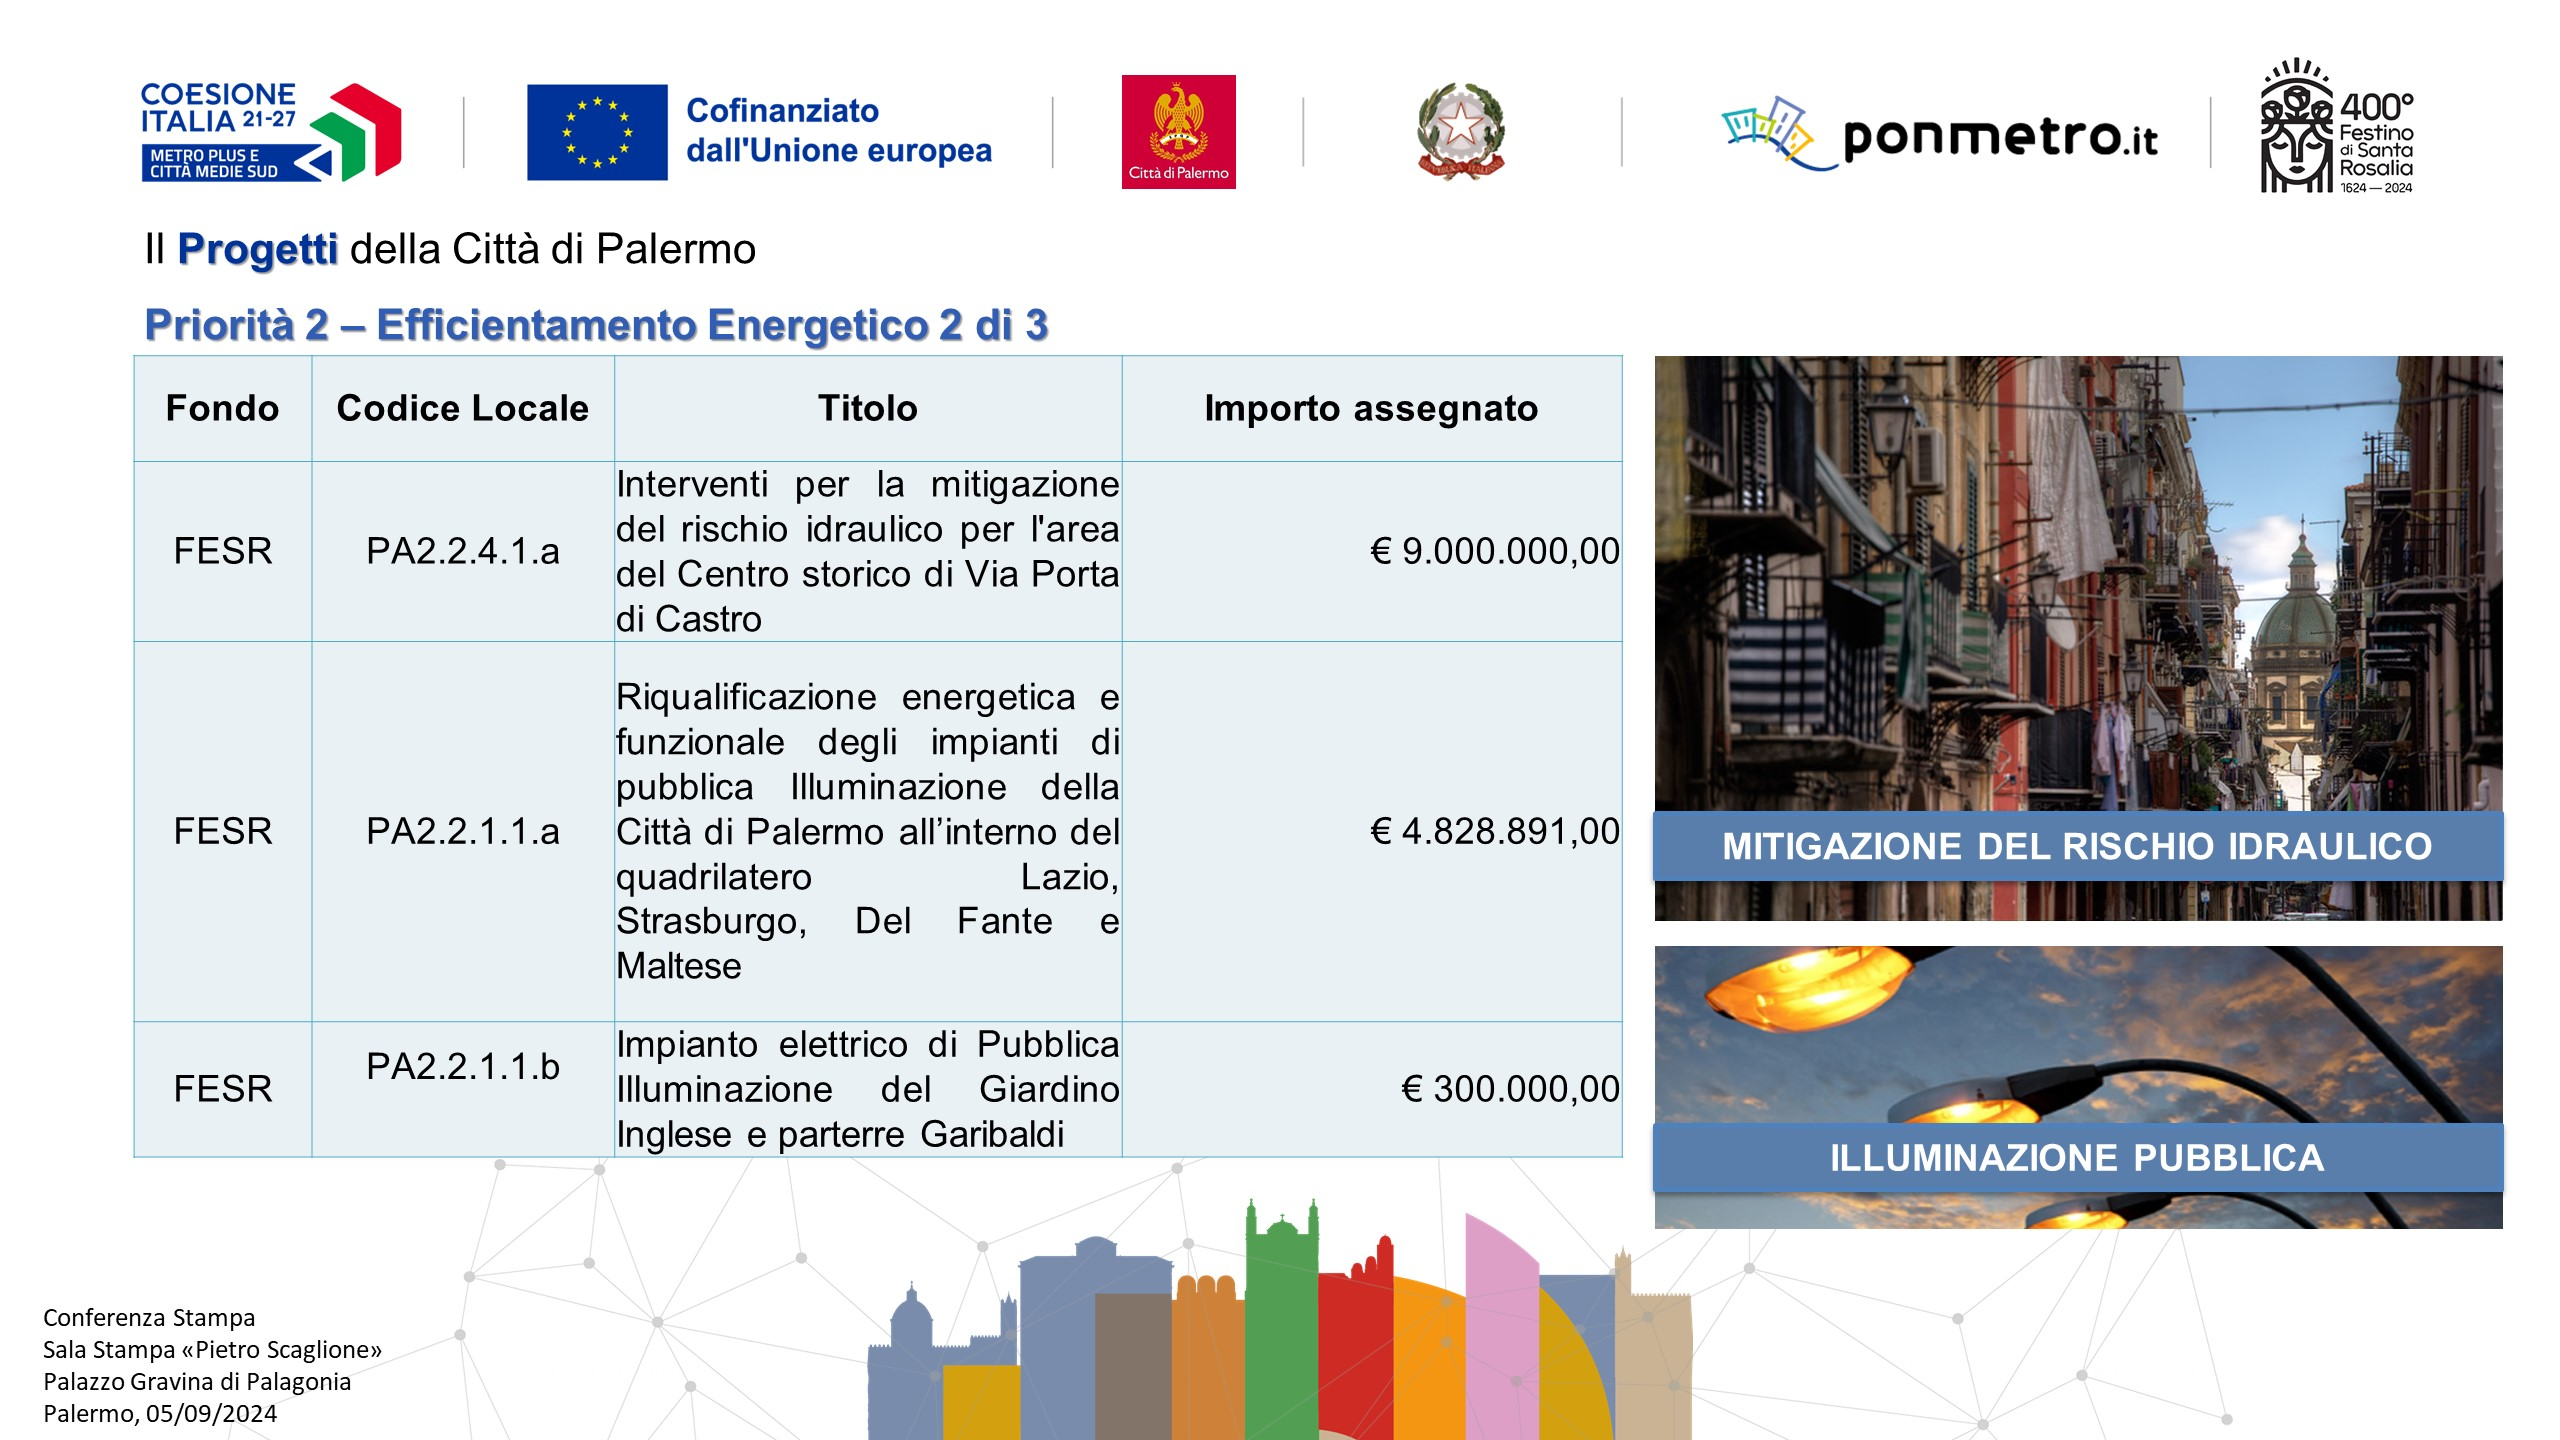 COESIONE
ITALIA 21-27
METRO PLUS E
CITTÀ MEDIE SUD
Cofinanziato
dall'Unione europea
Città di Palermo
ponmetro.it
400°
Festino
di Santa
Rosalia
1624 — 2024
Il Progetti della Città di Palermo
Priorità 2 – Efficientamento Energetico 2 di 3
Fondo Codice Locale Titolo Importo assegnato
FESR PA2.2.4.1.a
Interventi per la mitigazione
del rischio idraulico per l'area
del Centro storico di Via Porta
di Castro
€ 9.000.000,00
FESR PA2.2.1.1.a
Riqualificazione energetica e
funzionale degli impianti di
pubblica Illuminazione della
Città di Palermo all’interno del
quadrilatero Lazio,
Strasburgo, Del Fante e
Maltese
€ 4.828.891,00
FESR PA2.2.1.1.b
Impianto elettrico di Pubblica
Illuminazione del Giardino
Inglese e parterre Garibaldi
€ 300.000,00
MITIGAZIONE DEL RISCHIO IDRAULICO
ILLUMINAZIONE PUBBLICA
Conferenza Stampa
Sala Stampa «Pietro Scaglione»
Palazzo Gravina di Palagonia
Palermo, 05/09/2024